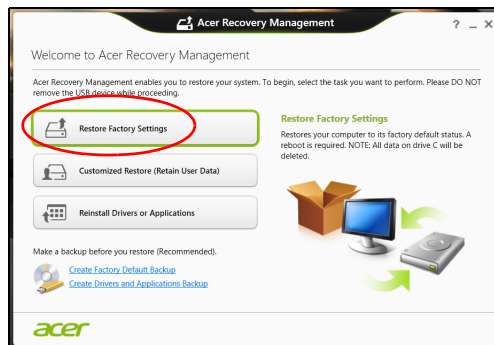 Acer Recovery Management
? _ X
Welcome to Acer Recovery Management
Acer Recovery Management enables you to restore your system. To begin, select the task you want to perform. Please DO NOT
remove the USB device while proceeding.
Restore Factory Settings
Customized Restore (Retain User Data)
Reinstall Drivers or Applications
Restore Factory Settings
Restores your computer to its factory default status. A
reboot is required. NOTE: All data on drive C will be
deleted.
Make a backup before you restore (Recommended).
Create Factory Default Backup
Create Drivers and Applications Backup
acer